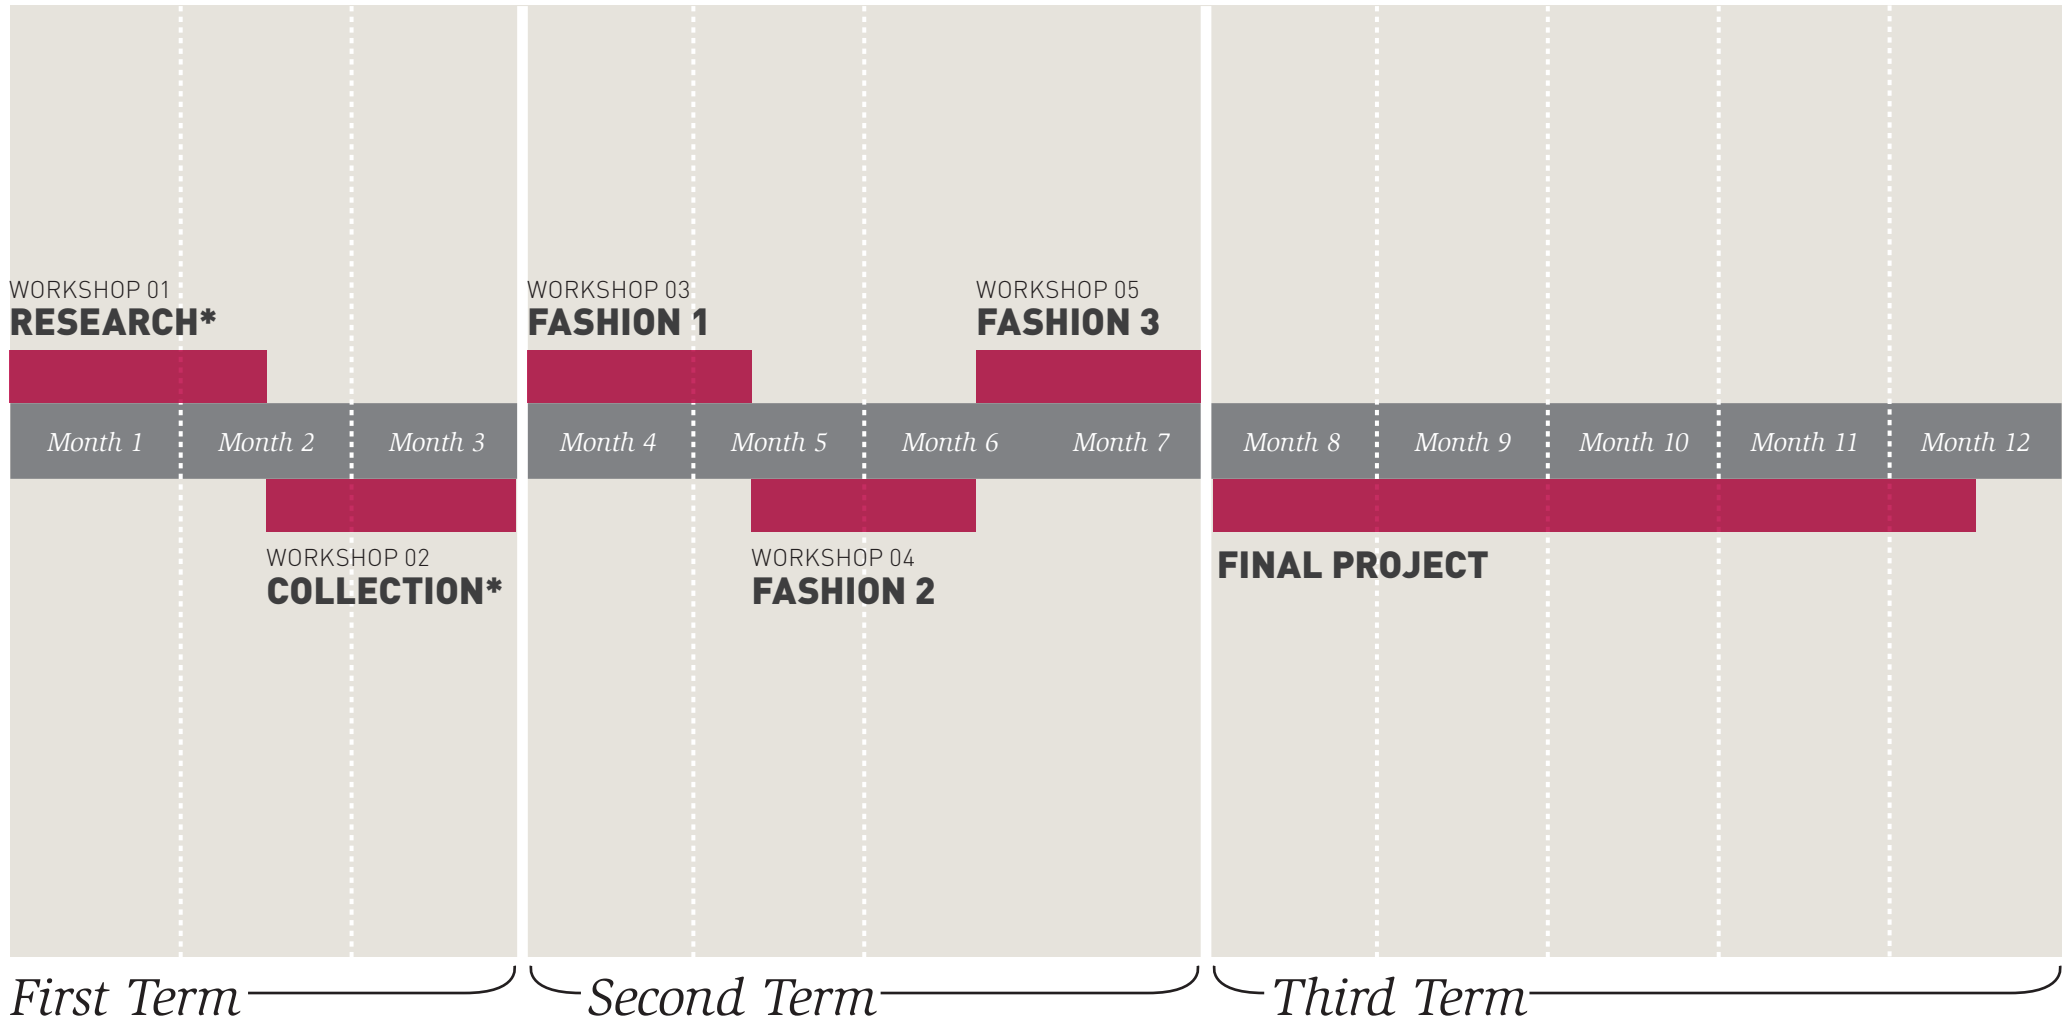 WORKSHOP 01
RESEARCH*
WORKSHOP 03
FASHION 1
WORKSHOP 05
FASHION 3
Month 1 Month 2 Month 3 Month 4 Month 5 Month 6 Month 7 Month 8 Month 9 Month 10 Month 11 Month 12
WORKSHOP 02
COLLECTION*
WORKSHOP 04
FASHION 2
FINAL PROJECT
First Term Second Term Third Term